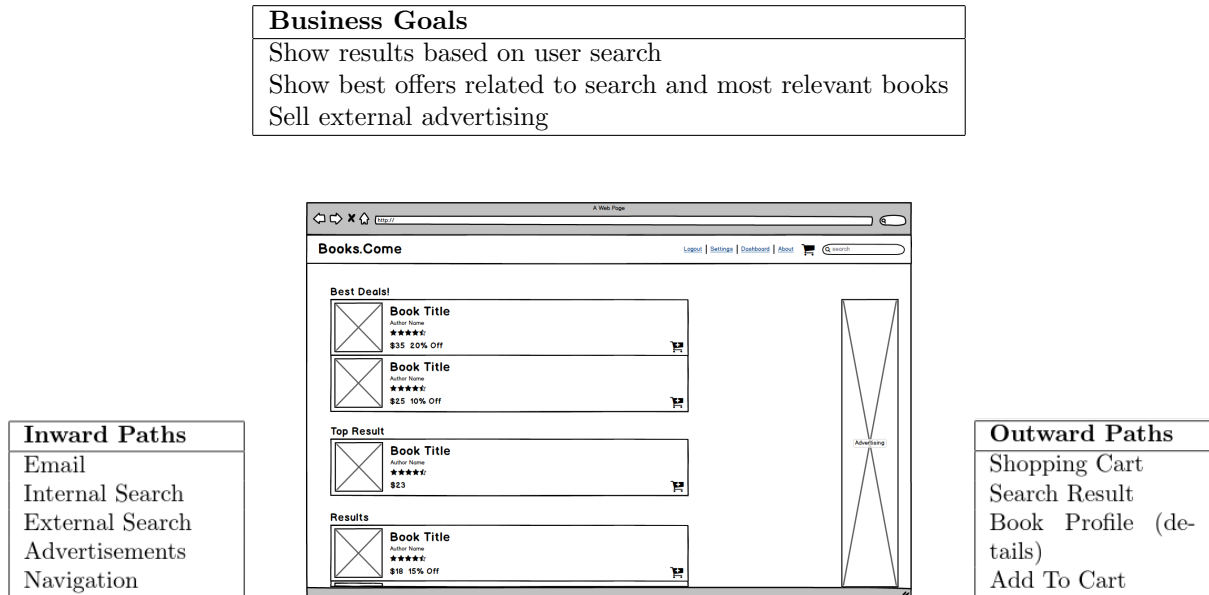 Business Goals
Show results based on user search
Show best offers related to search and most relevant books
Sell external advertising
A Web Page
http://
Books.Come
Logout | Settings | Dashboard | About
search
Best Deals!
Book Title
Author Name
$35 20% Off
Book Title
Author Name
$25 10% Off
Top Result
Book Title
Author Name
$23
Results
Book Title
Author Name
$18 15% Off
Advertising
Inward Paths
Email
Internal Search
External Search
Advertisements
Navigation
Outward Paths
Shopping Cart
Search Result
Book Profile (de-
tails)
Add To Cart